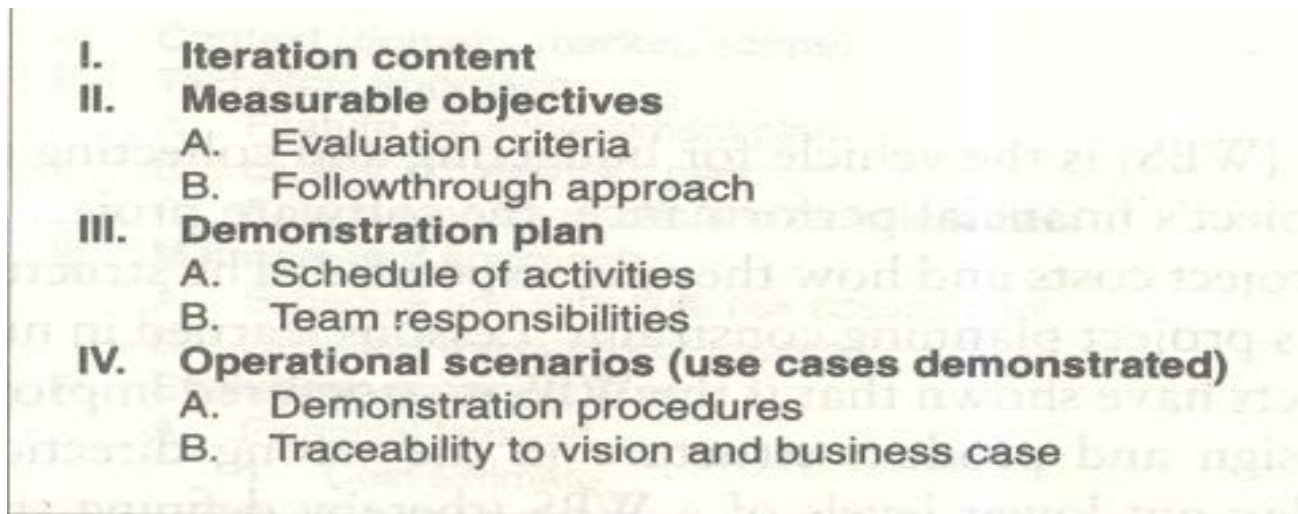 I. Iteration content
II. Measurable objectives
A. Evaluation criteria
B. Followthrough approach
III. Demonstration plan
A. Schedule of activities
B. Team responsibilities
IV. Operational scenarios (use cases demonstrated)
A. Demonstration procedures
B. Traceability to vision and business case